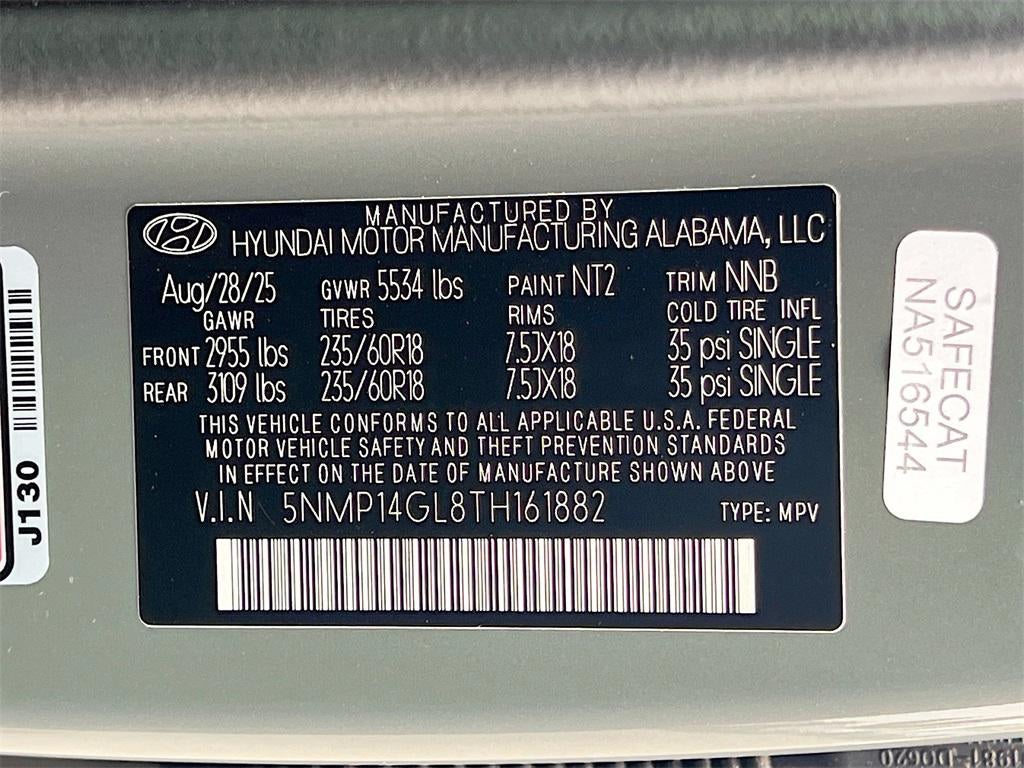 MANUFACTURED BY
HYUNDAI MOTOR MANUFACTURING ALABAMA, LLC
Aug/28/25 GVWR 5534 lbs PAINT NT2 TRIM NNB
GAWR TIRES RIMS COLD TIRE INFL
FRONT 2955 lbs 235/60R18 7.5JX18 35 psi SINGLE
REAR 3109 lbs 235/60R18 7.5JX18 35 psi SINGLE
THIS VEHICLE CONFORMS TO ALL APPLICABLE U.S.A. FEDERAL
MOTOR VEHICLE SAFETY AND THEFT PREVENTION STANDARDS
IN EFFECT ON THE DATE OF MANUFACTURE SHOWN ABOVE
V.I.N 5NMP14GL8TH161882 TYPE: MPV
J130
SAFECAT
NA516544